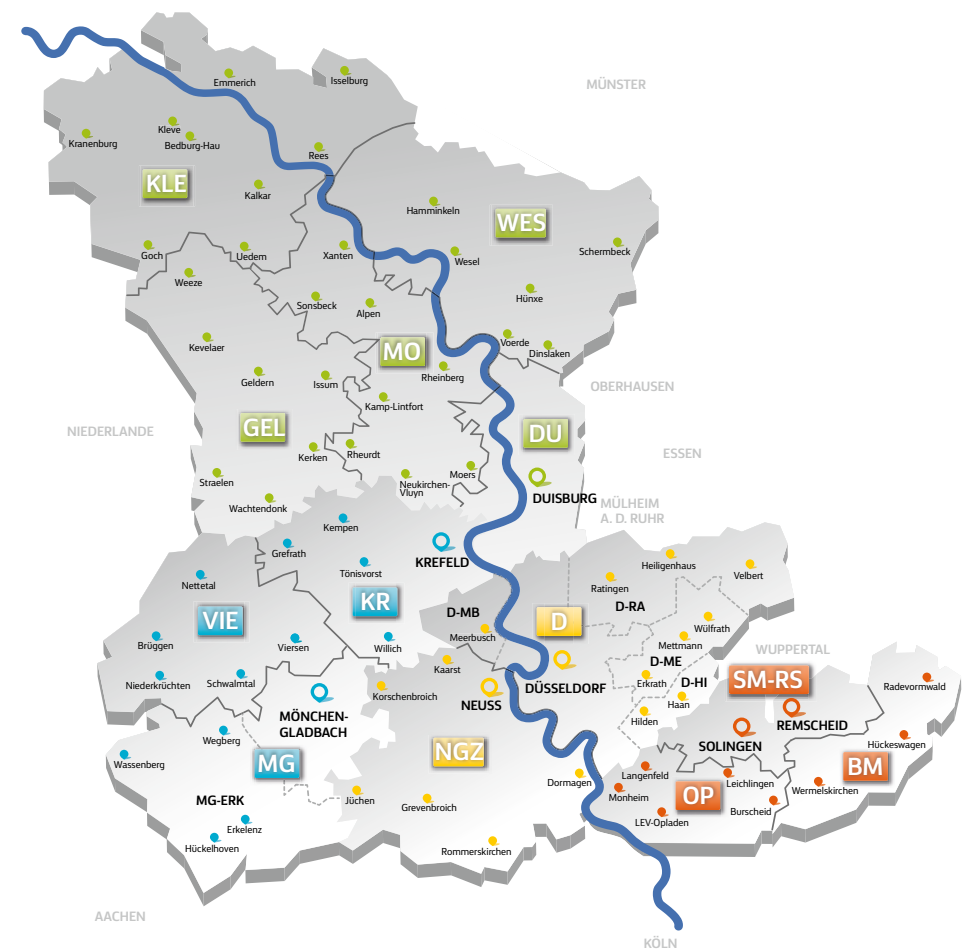 Emmerich
Isselburg
MÜNSTER
Kleve
Kranenburg
Bedburg-Hau
Rees
KLE
Kalkar
Hamminkeln
WES
Schermbeck
Goch
Uedem
Xanten
Wesel
Weeze
Hünxe
Sonsbeck
Alpen
Kevelaer
Voerde
MO
Dinslaken
Rheinberg
Geldern
Issum
OBERHAUSEN
Kamp-Lintfort
NIEDERLANDE
GEL
DU
Kerken
Rheurdt
ESSEN
Straelen
Moers
Neukirchen-
Vluyn
DUISBURG
Wachtendonk
MÜLHEIM
A. D. RUHR
Kempen
Grefrath
KREFELD
Heiligenhaus
Tönisvorst
Velbert
Nettetal
Ratingen
KR
D-RA
D-MB
VIE
D
Wülfrath
Meerbusch
Brüggen
Viersen
Willich
Mettmann
WUPPERTAL
D-ME
Kaarst
Niederkrüchten
Schwalmtal
Erkrath
D-HI
SM-RS
Radevormwald
Korschenbroich
DÜSSELDORF
NEUSS
Haan
MÖNCHEN-
GLADBACH
Hilden
REMSCHEID
Wegberg
SOLINGEN
Hückeswagen
Wassenberg
NGZ
MG
BM
Langenfeld
Dormagen
Leichlingen
Wermelskirchen
OP
Monheim
MG-ERK
Jüchen
Grevenbroich
Burscheid
LEV-Opladen
Erkelenz
Hückelhoven
Rommerskirchen
AACHEN
KÖLN